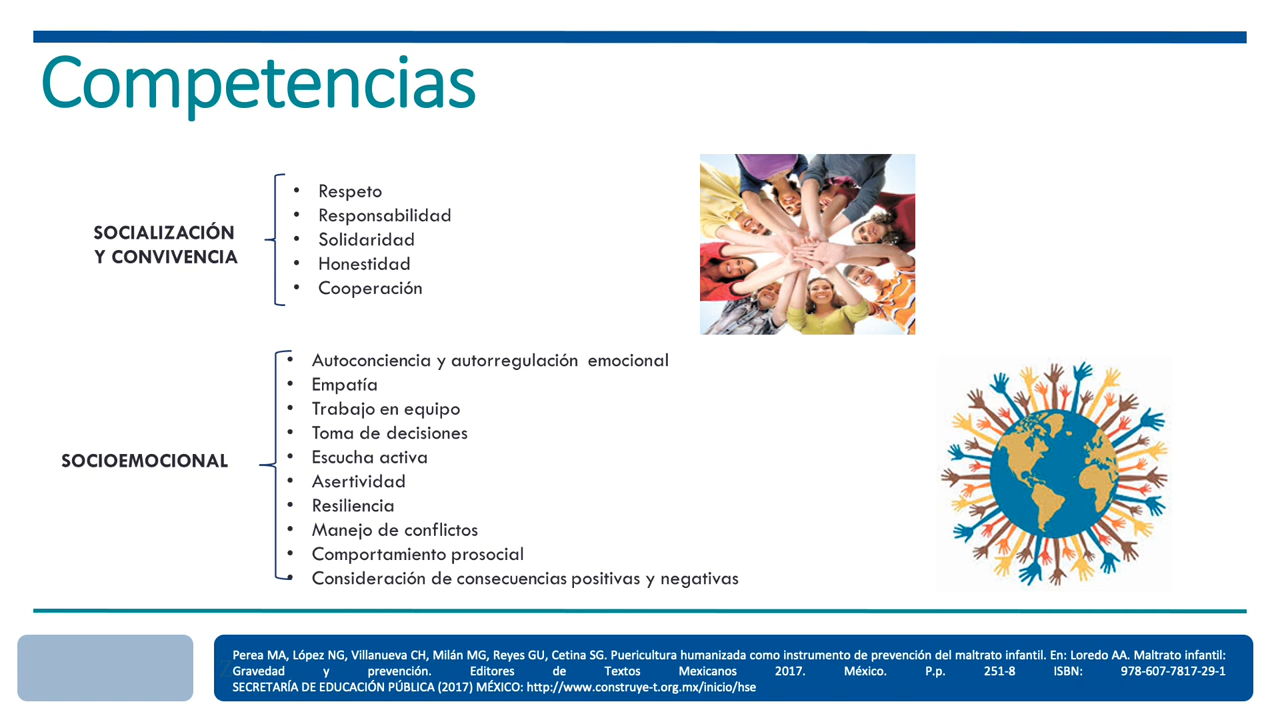 Competencias
SOCIALIZACIÓN
Y CONVIVENCIA
• Respeto
• Responsabilidad
• Solidaridad
• Honestidad
• Cooperación
SOCIOEMOCIONAL
• Autoconciencia y autorregulación emocional
• Empatía
• Trabajo en equipo
• Toma de decisiones
• Escucha activa
• Asertividad
• Resiliencia
• Manejo de conflictos
• Comportamiento prosocial
• Consideración de consecuencias positivas y negativas
Perea MA, López NG, Villanueva CH, Milán MG, Reyes GU, Cetina SG. Puericultura humanizada como instrumento de prevención del maltrato infantil. En: Loredo AA. Maltrato infantil:
Gravedad y prevención. Editores de Textos Mexicanos 2017. México. P.p. 251-8 ISBN: 978-607-7817-29-1
SECRETARÍA DE EDUCACIÓN PÚBLICA (2017) MÉXICO: http://www.construye-t.org.mx/inicio/hse